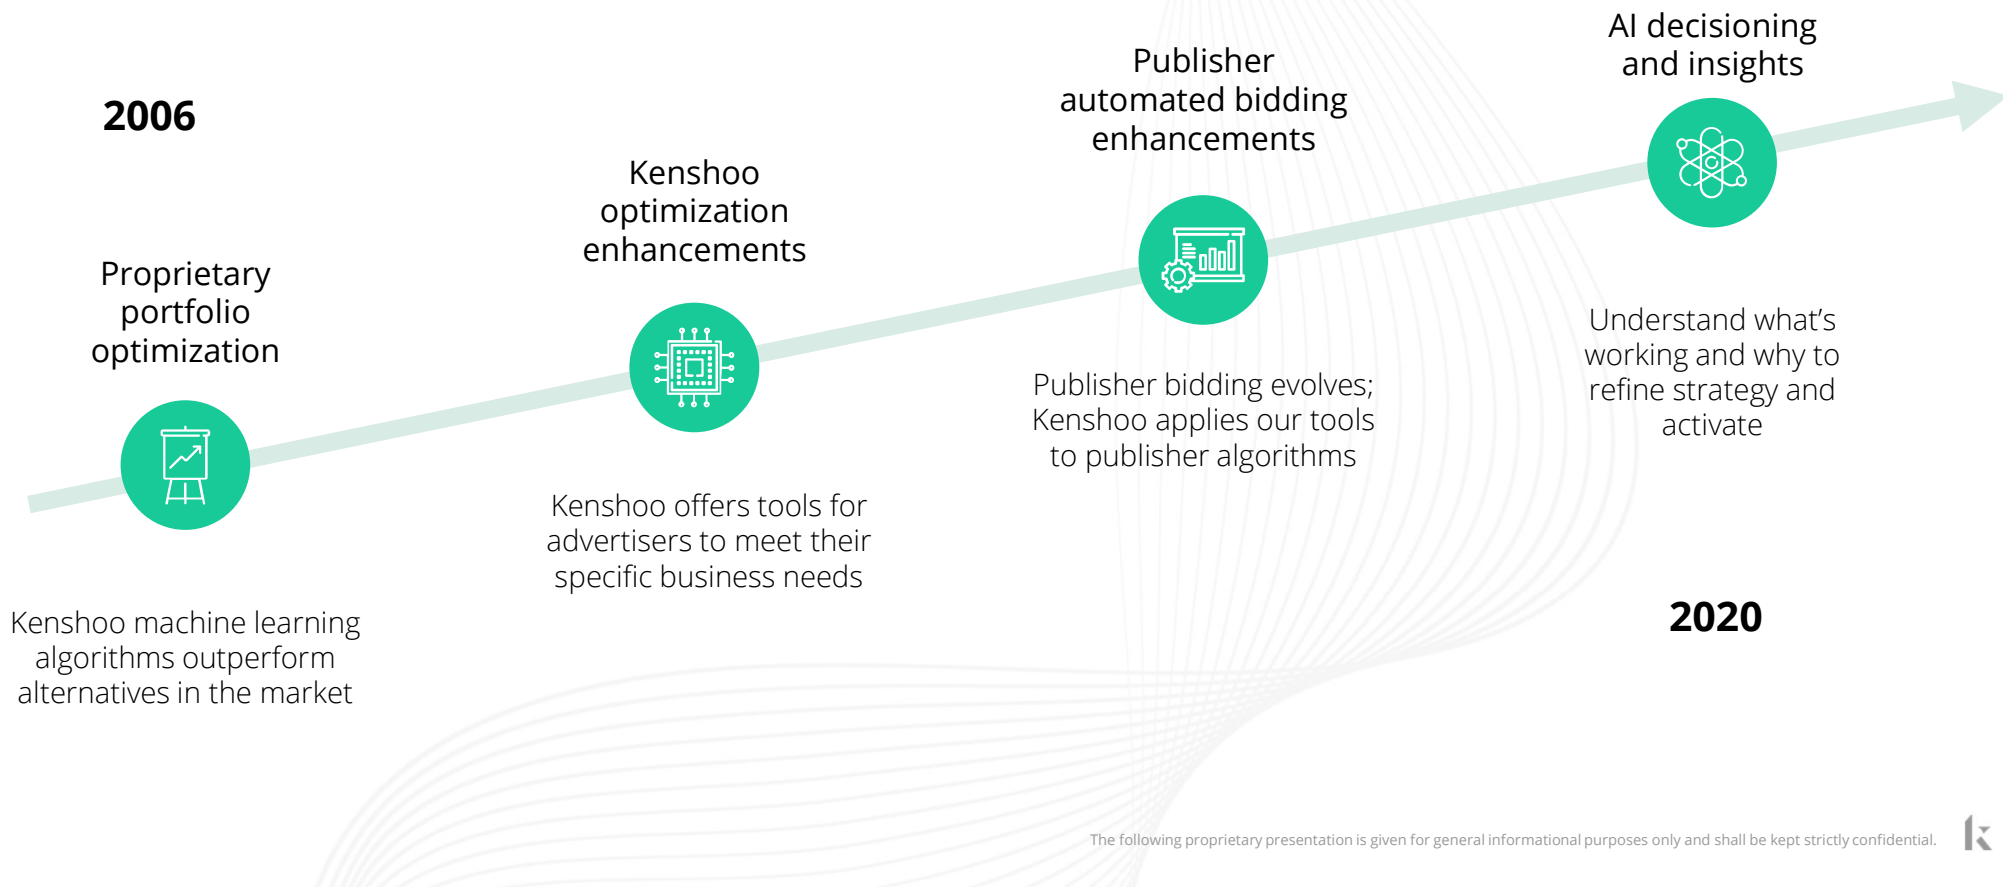 2006
Proprietary
portfolio
optimization
Kenshoo machine learning
algorithms outperform
alternatives in the market
Kenshoo
optimization
enhancements
Kenshoo offers tools for
advertisers to meet their
specific business needs
Publisher
automated bidding
enhancements
Publisher bidding evolves;
Kenshoo applies our tools
to publisher algorithms
AI decisioning
and insights
Understand what’s
working and why to
refine strategy and
activate
2020
The following proprietary presentation is given for general informational purposes only and shall be kept strictly confidential.
k